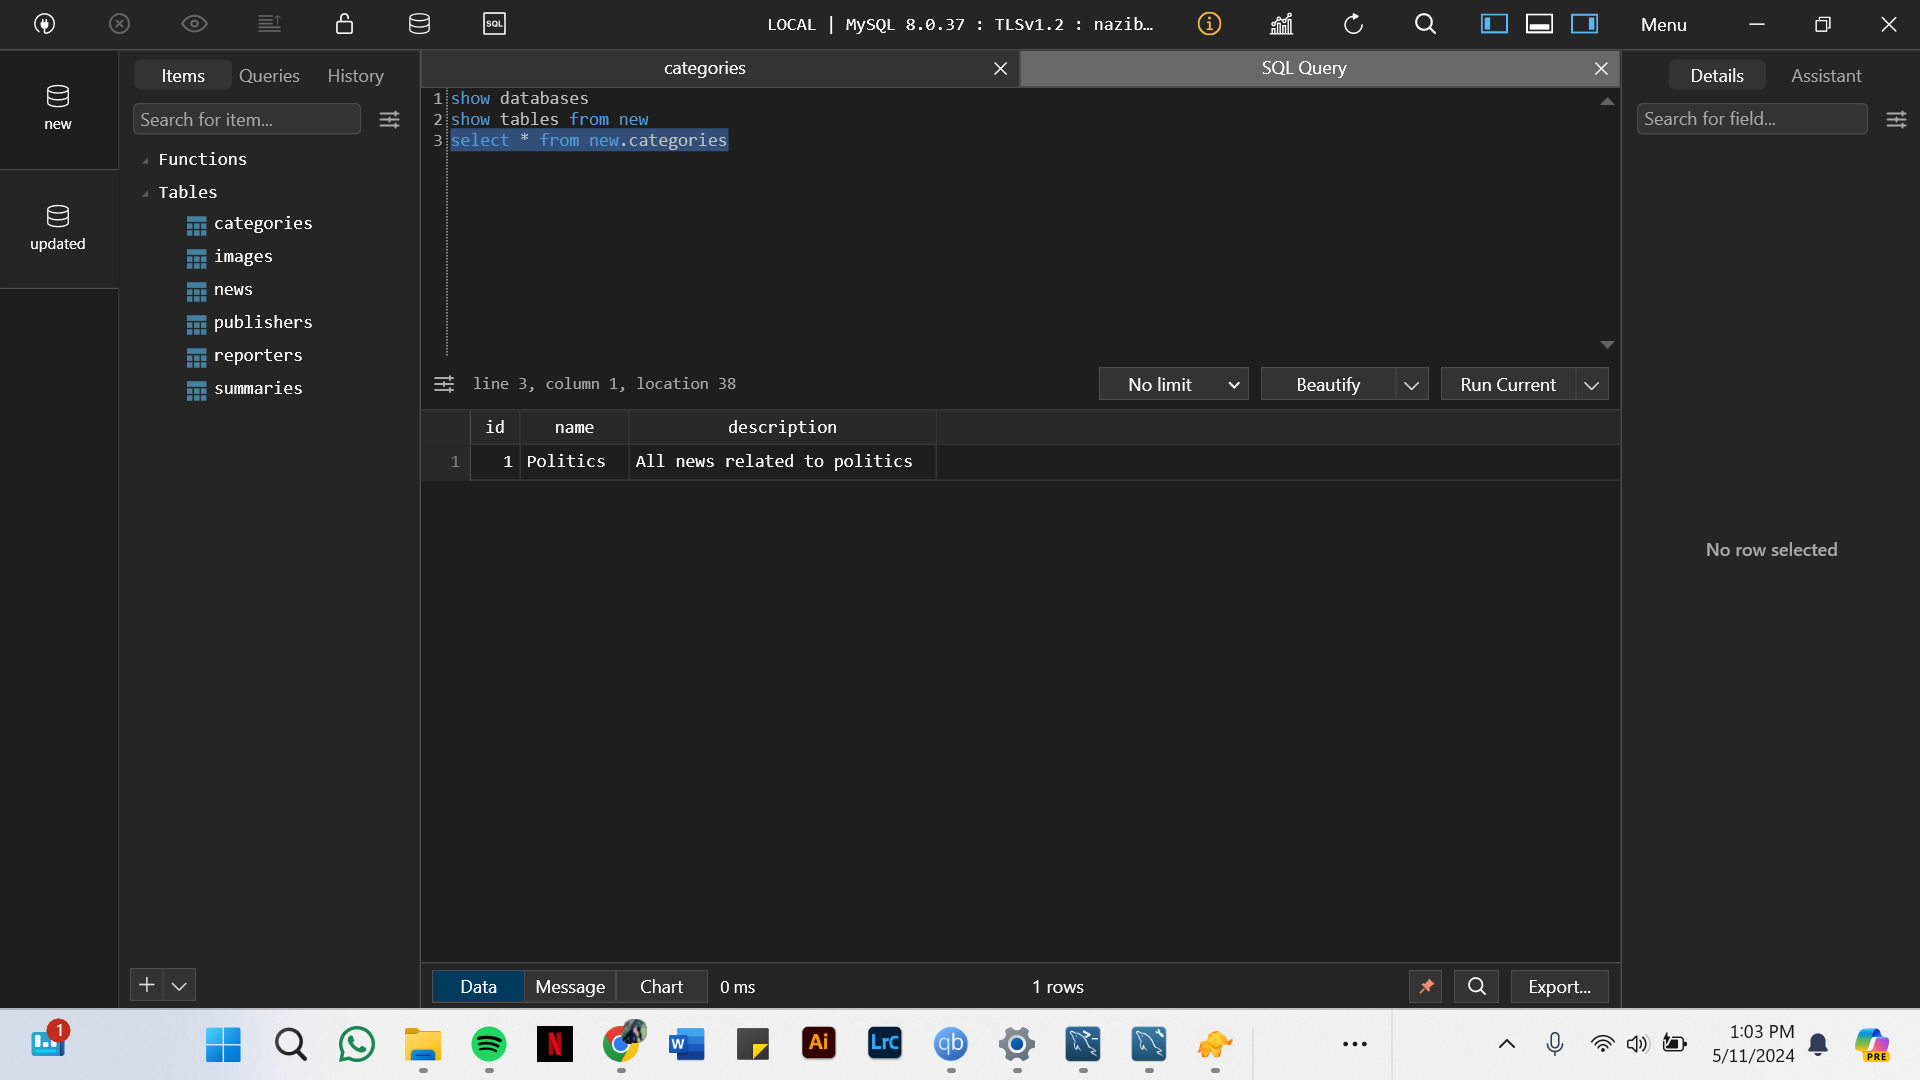 SQL
LOCAL | MySQL 8.0.37 : TLSv1.2 : nazib...
Menu
new
updated
Items
Queries
History
Search for item...
Functions
Tables
categories
images
news
publishers
reporters
summaries
categories
SQL Query
1 show databases
2 show tables from new
3 select * from new.categories
line 3, column 1, location 38
No limit
Beautify
Run Current
id name description
1 1 Politics All news related to politics
Data
Message
Chart
0 ms
1 rows
Export...
Details
Assistant
Search for field...
No row selected
1
N
W
Ai
LrC
qb
1:03 PM
5/11/2024
PRE